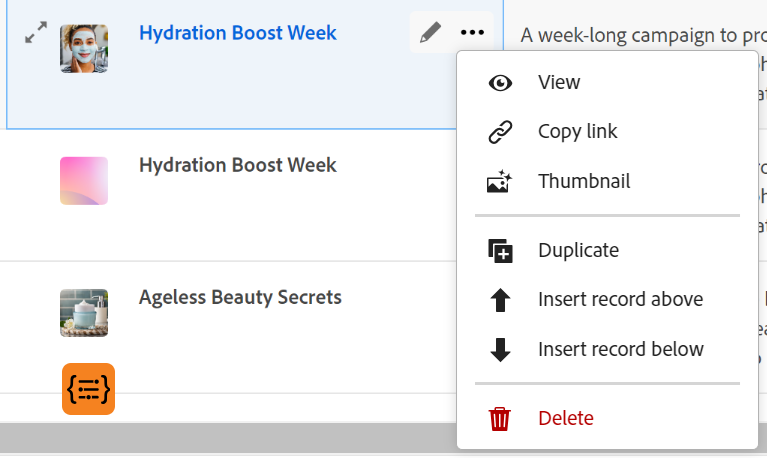 Hydration Boost Week
A week-long campaign to pro
View
Copy link
Thumbnail
Hydration Boost Week
Duplicate
Ageless Beauty Secrets
Insert record above
Insert record below
Delete